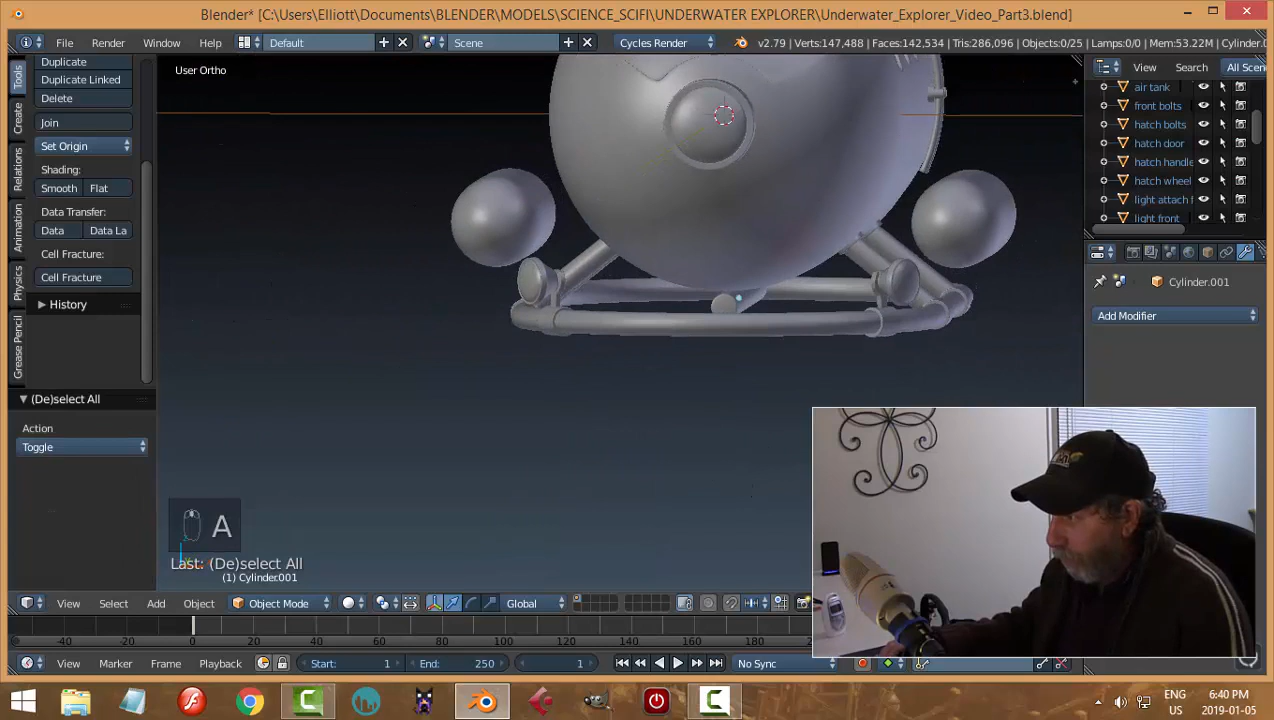 Blender* [C:\Users\Elliott\Documents\BLENDER\MODELS\SCIENCE_SCIFI\UNDERWATER EXPLORER\Underwater_Explorer_Video_Part3.blend]
File Render Window Help Default Scene Cycles Render v2.79 | Verts:147,488 | Faces:142,534 | Tris:286,096 | Objects:0/25 | Lamps:0/0 | Mem:53.22M | Cylinder.
Tools
Create
Relations
Animation
Physics
Grease Pencil
Duplicate
Duplicate Linked
Delete
Join
Set Origin
Shading:
Smooth Flat
Data Transfer:
Data Data La
Cell Fracture:
Cell Fracture
History
(De)select All
Action
Toggle
User Ortho
A
Last: (De)select All
(1) Cylinder.001
View Search All Scen
air tank
front bolts
hatch bolts
hatch door
hatch handle
hatch wheel
light attach
light front
Cylinder.001
Add Modifier
View Select Add Object Object Mode Global
-40 -20 0 20 40 60 80 100 120 140 160 180
View Marker Frame Playback Start: 1 End: 250 1 No Sync
ENG
US
6:40 PM
2019-01-05